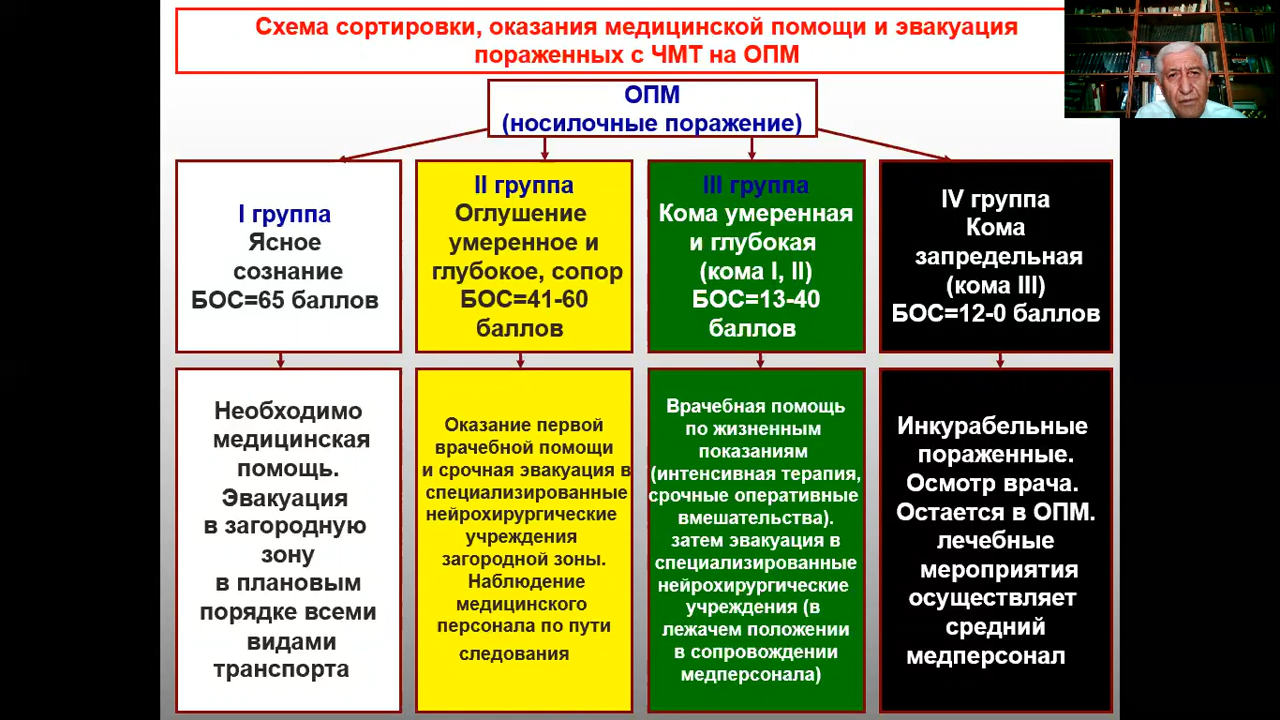 Схема сортировки, оказания медицинской помощи и эвакуация
пораженных с ЧМТ на ОПМ
ОПМ
(носилочные поражение)
I группа
Ясное
сознание
БОС=65 баллов
II группа
Оглушение
умеренное и
глубокое, сопор
БОС=41-60
баллов
III группа
Кома умеренная
и глубокая
(кома I, II)
БОС=13-40
баллов
IV группа
Кома
запредельная
(кома III)
БОС=12-0 баллов
Необходимо
медицинская
помощь.
Эвакуация
в загородную
зону
в плановым
порядке всеми
видами
транспорта
Оказание первой
врачебной помощи
и срочная эвакуация в
специализированные
нейрохирургические
учреждения
загородной зоны.
Наблюдение
медицинского
персонала по пути
следования
Врачебная помощь
по жизненным
показаниям
(интенсивная терапия,
срочные оперативные
вмешательства).
затем эвакуация в
специализированные
нейрохирургические
учреждения (в
лежачем положении
в сопровождении
медперсонала)
Инкурабельные
пораженные.
Осмотр врача.
Остается в ОПМ.
лечебные
мероприятия
осуществляет
средний
медперсонал